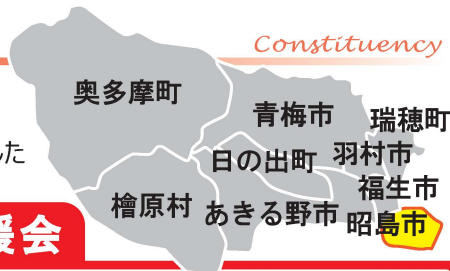 Constituency
奥多摩町
青梅市
瑞穂町
した
日の出町
羽村市
福生市
檜原村
あきる野市
昭島市
援会